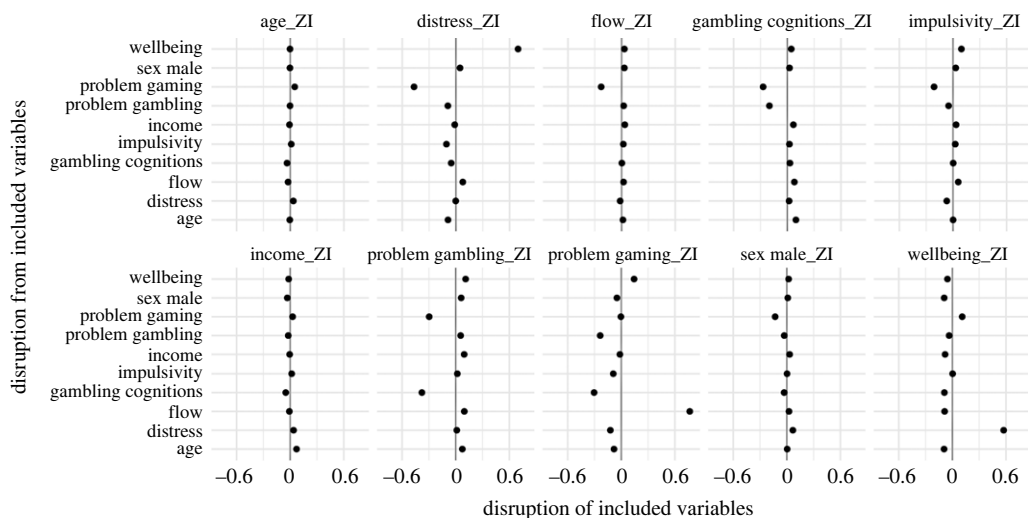 age_ZI distress_ZI flow_ZI gambling cognitions_ZI impulsivity_ZI
wellbeing
sex male
problem gaming
problem gambling
income
impulsivity
gambling cognitions
flow
distress
age
income_ZI problem gambling_ZI problem gaming_ZI sex male_ZI wellbeing_ZI
wellbeing
sex male
problem gaming
problem gambling
income
impulsivity
gambling cognitions
flow
distress
age
–0.6 0 0.6 –0.6 0 0.6 –0.6 0 0.6 –0.6 0 0.6 –0.6 0 0.6
disruption of included variables
disruption from included variables